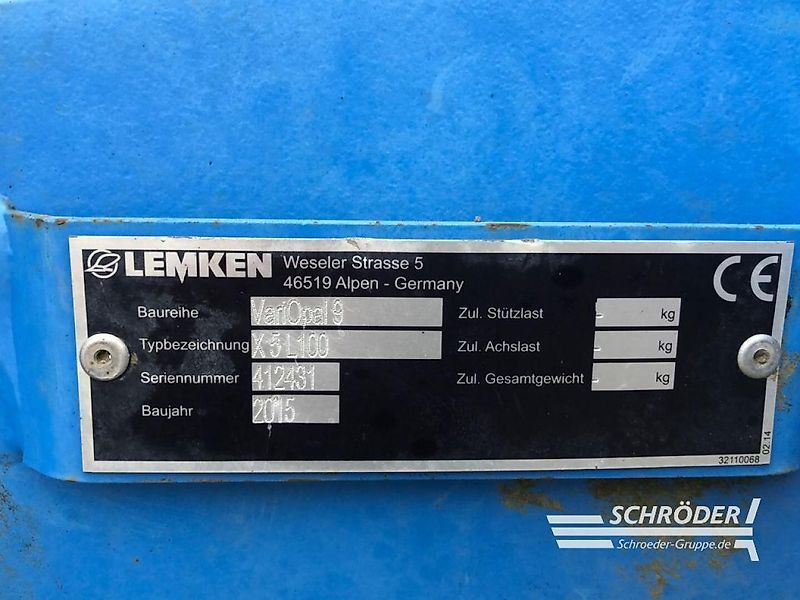 LEMKEN
Weseler Strasse 5
46519 Alpen - Germany
CE
Baureihe VariOpal 9
Typbezeichnung X 5 L100
Seriennummer 412431
Baujahr 2015
Zul. Stützlast - kg
Zul. Achslast - kg
Zul. Gesamtgewicht - kg
32110068 02.14
SCHRÖDER
Schroeder-Gruppe.de